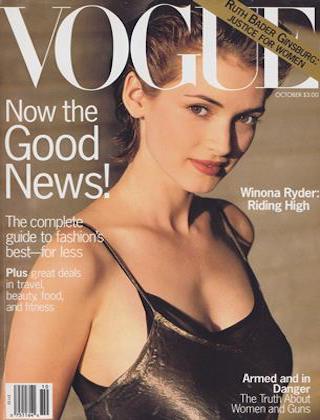 VOGUE
RUTH BADER GINSBURG:
JUSTICE FOR WOMEN
OCTOBER $3.00
Now the
Good
News!
The complete
guide to fashion's
best—for less
Plus great deals
in travel,
beauty, food,
and fitness
Winona Ryder:
Riding High
Armed and in
Danger
The Truth About
Women and Guns
10